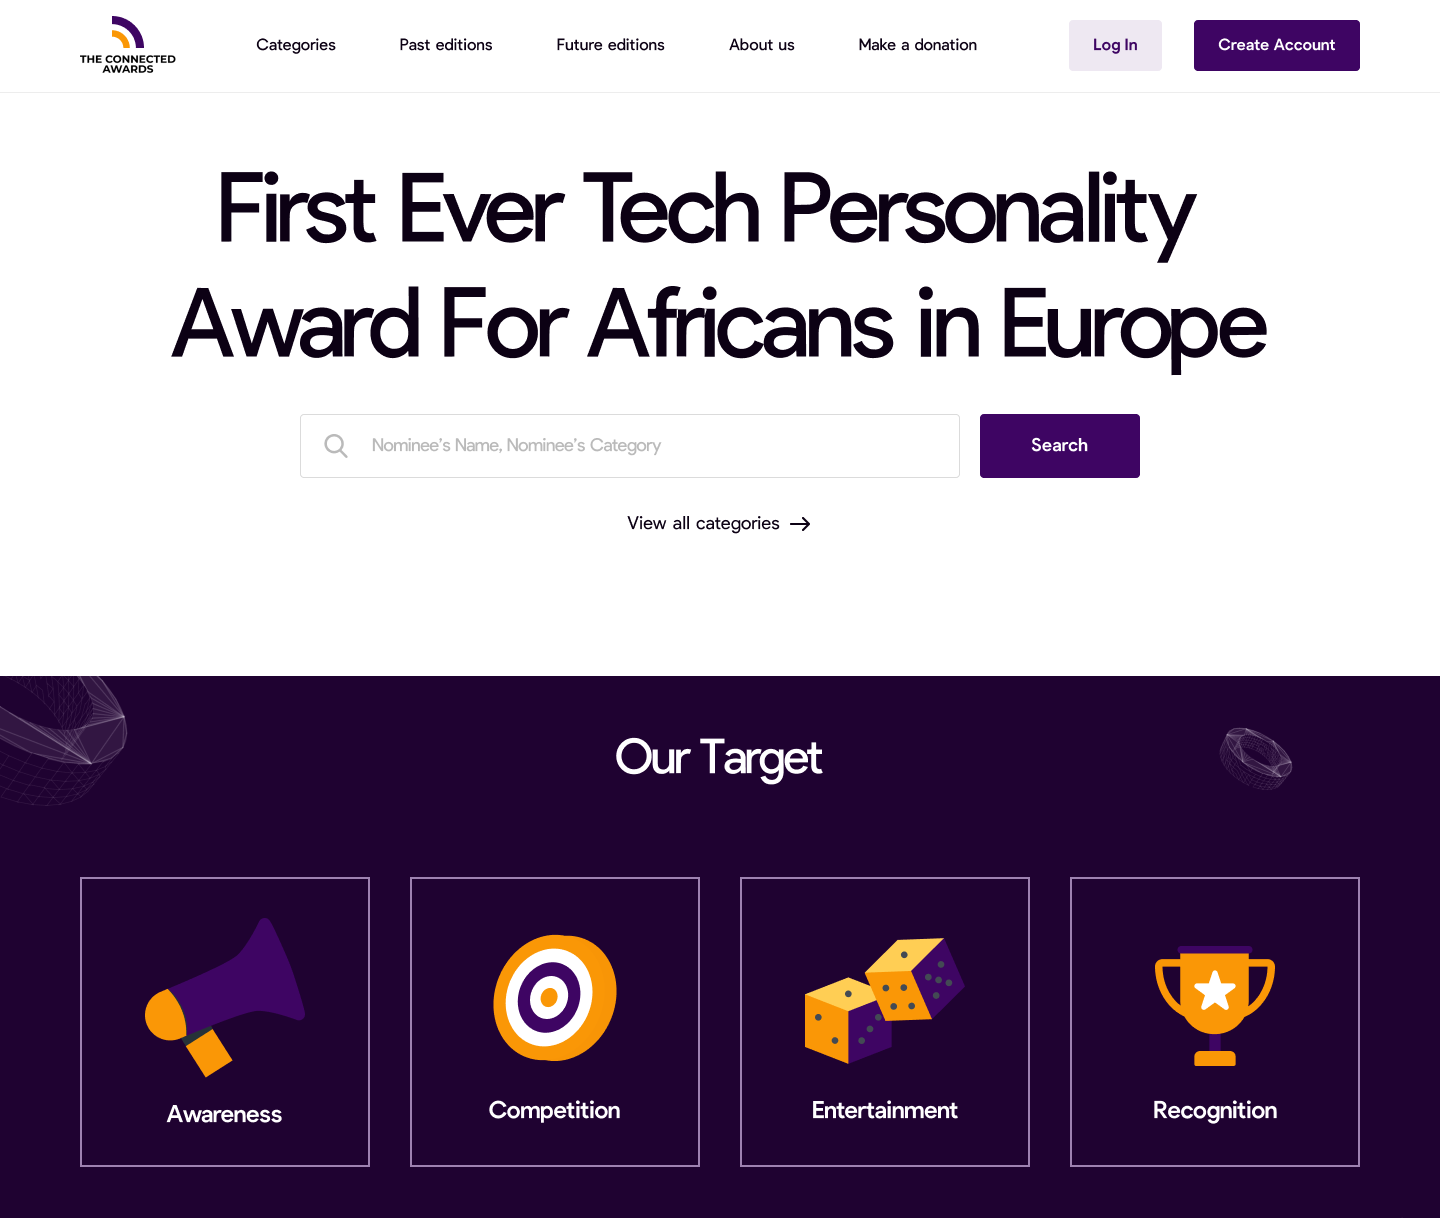 THE CONNECTED
AWARDS
Categories
Past editions
Future editions
About us
Make a donation
Log In
Create Account
First Ever Tech Personality
Award For Africans in Europe
Nominee's Name, Nominee's Category
Search
View all categories
Our Target
Awareness
Competition
Entertainment
Recognition